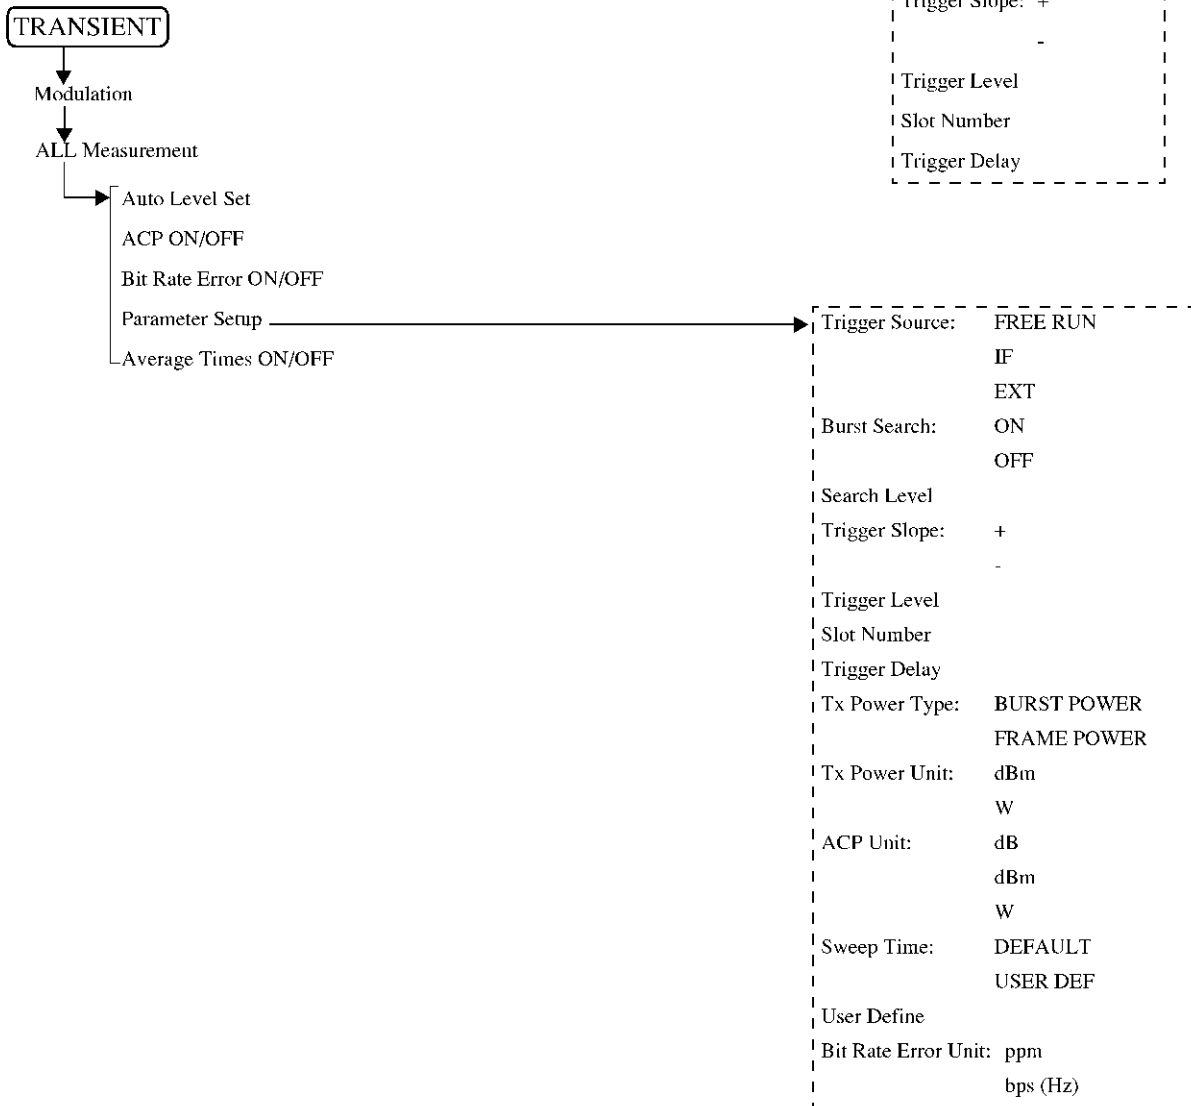 TRANSIENT
Modulation
ALL Measurement
Auto Level Set
ACP ON/OFF
Bit Rate Error ON/OFF
Parameter Setup
Average Times ON/OFF
Trigger Slope: +
-
Trigger Level
Slot Number
Trigger Delay
Trigger Source: FREE RUN
IF
EXT
Burst Search: ON
OFF
Search Level
Trigger Slope: +
-
Trigger Level
Slot Number
Trigger Delay
Tx Power Type: BURST POWER
FRAME POWER
Tx Power Unit: dBm
W
ACP Unit: dB
dBm
W
Sweep Time: DEFAULT
USER DEF
User Define
Bit Rate Error Unit: ppm
bps (Hz)